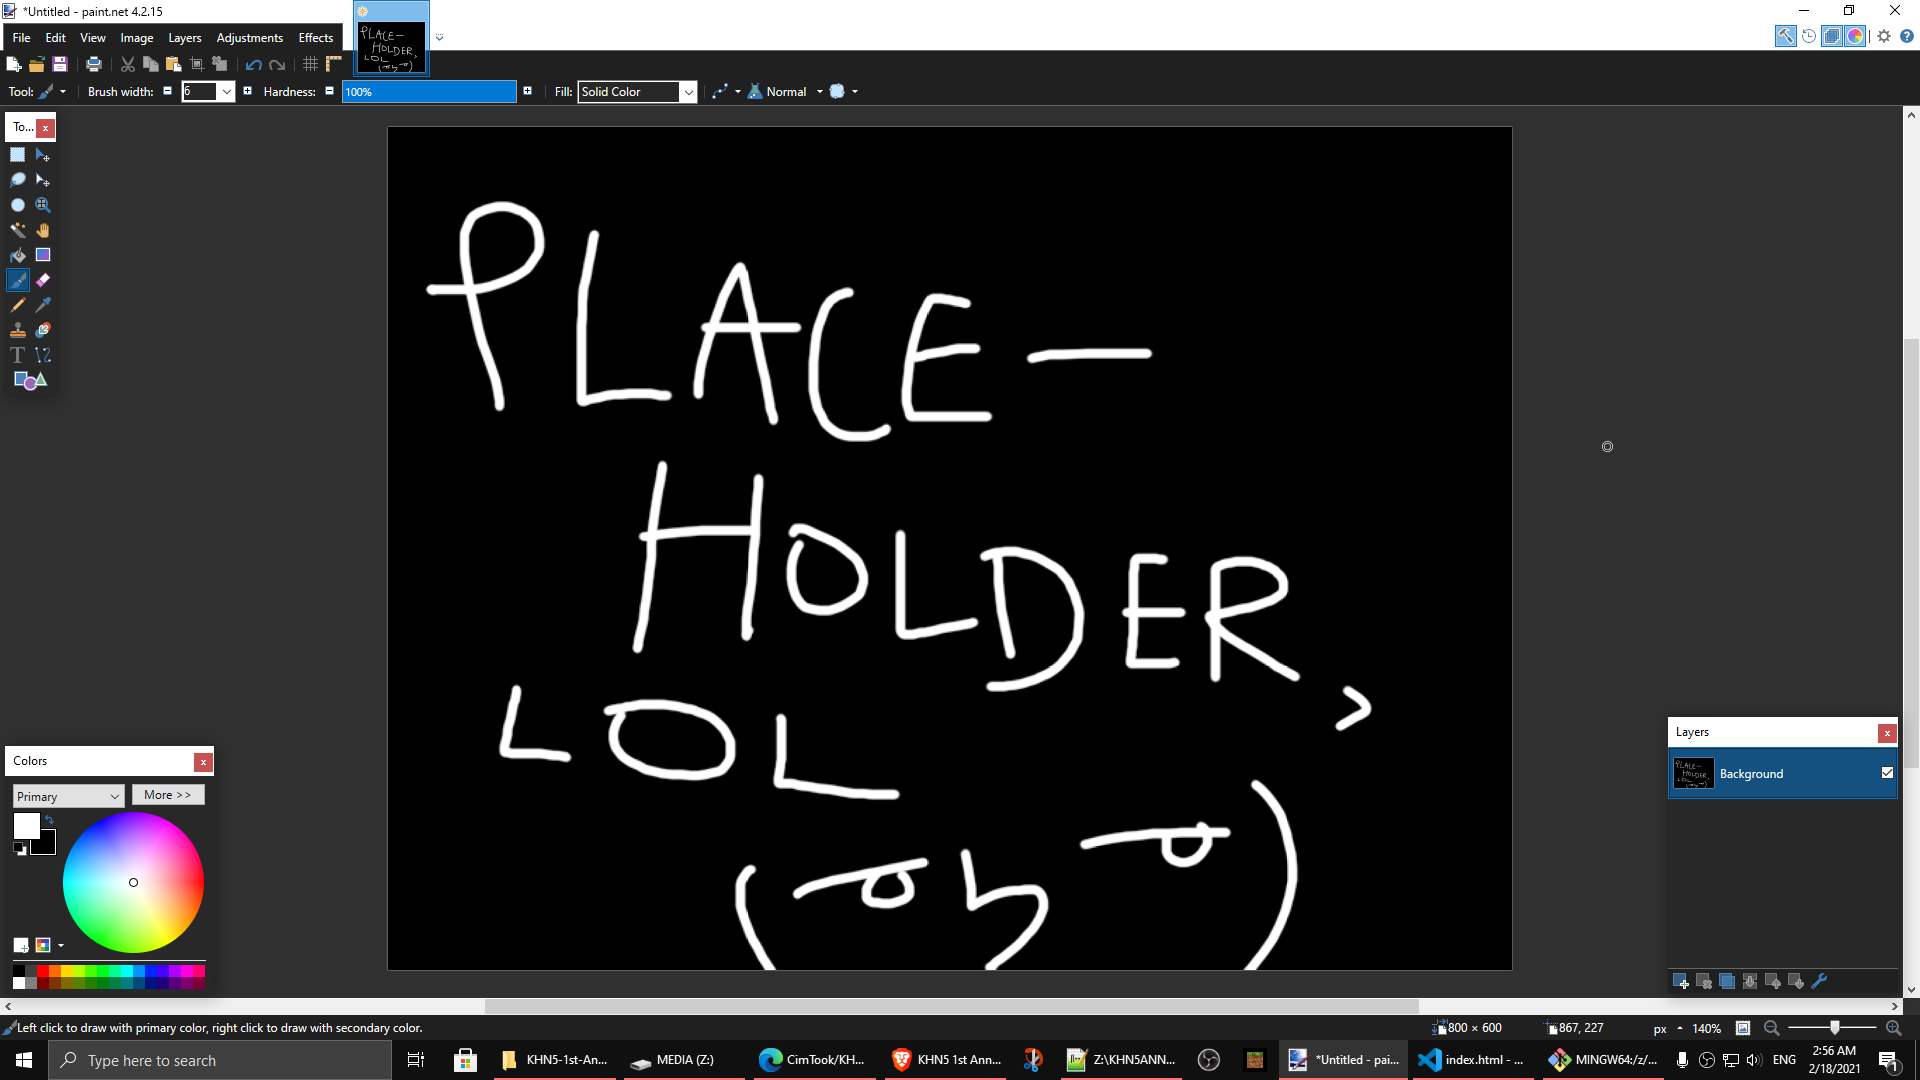 *Untitled - paint.net 4.2.15
File Edit View Image Layers Adjustments Effects
Tool: Brush width: 6 Hardness: 100% Fill: Solid Color Normal
To...
PLACE-
HOLDER,
LOL
Layers
Background
Colors
Primary More >>
Left click to draw with primary color, right click to draw with secondary color. 800 × 600 867, 227 px 140%
Type here to search KHN5-1st-An... MEDIA (Z:) CimTook/KH... KHN5 1st Ann... Z:\KHN5ANN... *Untitled - pai... index.html - ... MINGW64:/z/... ENG 2:56 AM
2/18/2021 1